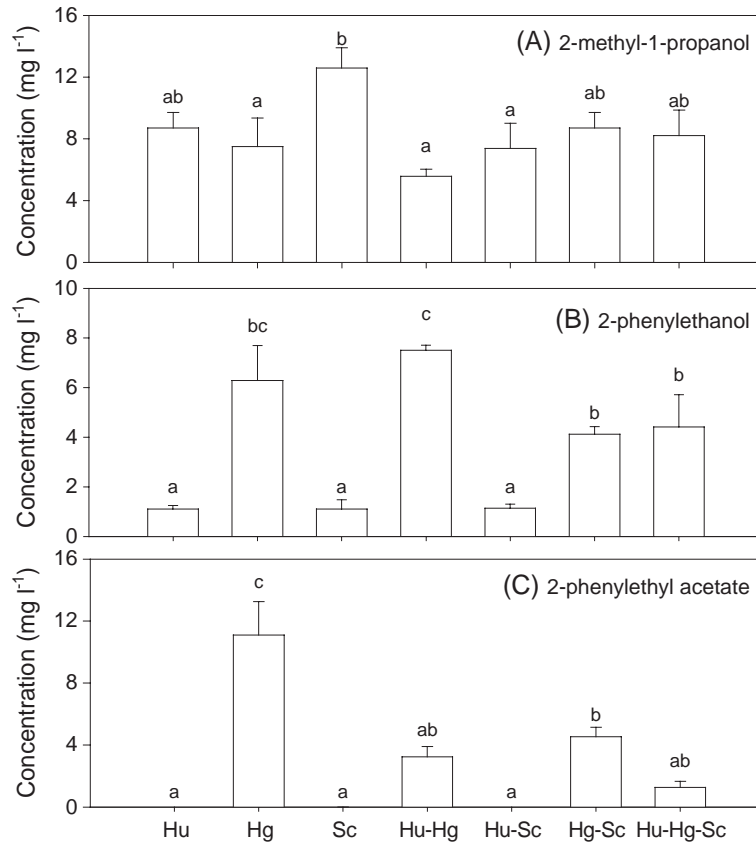 16
12
8
4
0
Concentration (mg l⁻¹)
(A) 2-methyl-1-propanol
ab
a
b
a
a
ab
ab
10
8
6
4
2
0
Concentration (mg l⁻¹)
(B) 2-phenylethanol
a
bc
a
c
a
b
b
16
12
8
4
0
Concentration (mg l⁻¹)
(C) 2-phenylethyl acetate
a
c
a
ab
a
b
ab
Hu Hg Sc Hu-Hg Hu-Sc Hg-Sc Hu-Hg-Sc